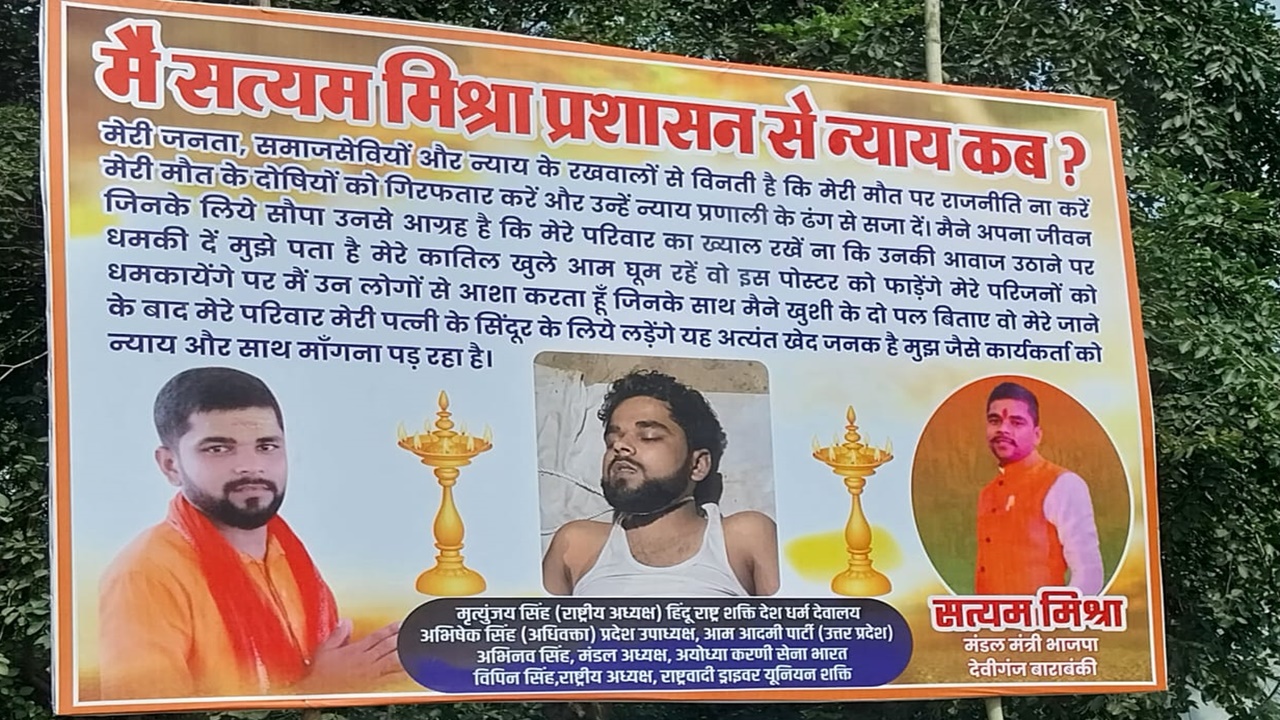 मै सत्यम मिश्रा प्रशासन से न्याय कब ?
मेरी जनता, समाजसेवियों और न्याय के रखवालों से विनती है कि मेरी मौत पर राजनीति ना करें
मेरी मौत के दोषियों को गिरफतार करें और उन्हें न्याय प्रणाली के ढंग से सजा दें। मैने अपना जीवन
जिनके लिये सौपा उनसे आग्रह है कि मेरे परिवार का ख्याल रखें ना कि उनकी आवाज उठाने पर
धमकी दें मुझे पता है मेरे कातिल खुले आम घूम रहें वो इस पोस्टर को फाड़ेंगे मेरे परिजनों को
धमकायेंगे पर मैं उन लोगों से आशा करता हूँ जिनके साथ मैने खुशी के दो पल बिताए वो मेरे जाने
के बाद मेरे परिवार मेरी पत्नी के सिंदूर के लिये लड़ेंगे यह अत्यंत खेद जनक है मुझ जैसे कार्यकर्ता को
न्याय और साथ माँगना पड़ रहा है।
मृत्युंजय सिंह (राष्ट्रीय अध्यक्ष) हिंदू राष्ट्र शक्ति देश धर्म देवालय
अभिषेक सिंह (अधिवक्ता) प्रदेश उपाध्यक्ष, आम आदमी पार्टी (उत्तर प्रदेश)
अभिनव सिंह, मंडल अध्यक्ष, अयोध्या करणी सेना भारत
विपिन सिंह,राष्ट्रीय अध्यक्ष, राष्ट्रवादी ड्राइवर यूनियन शक्ति
सत्यम मिश्रा
मंडल मंत्री भाजपा
देवीगंज बाराबंकी